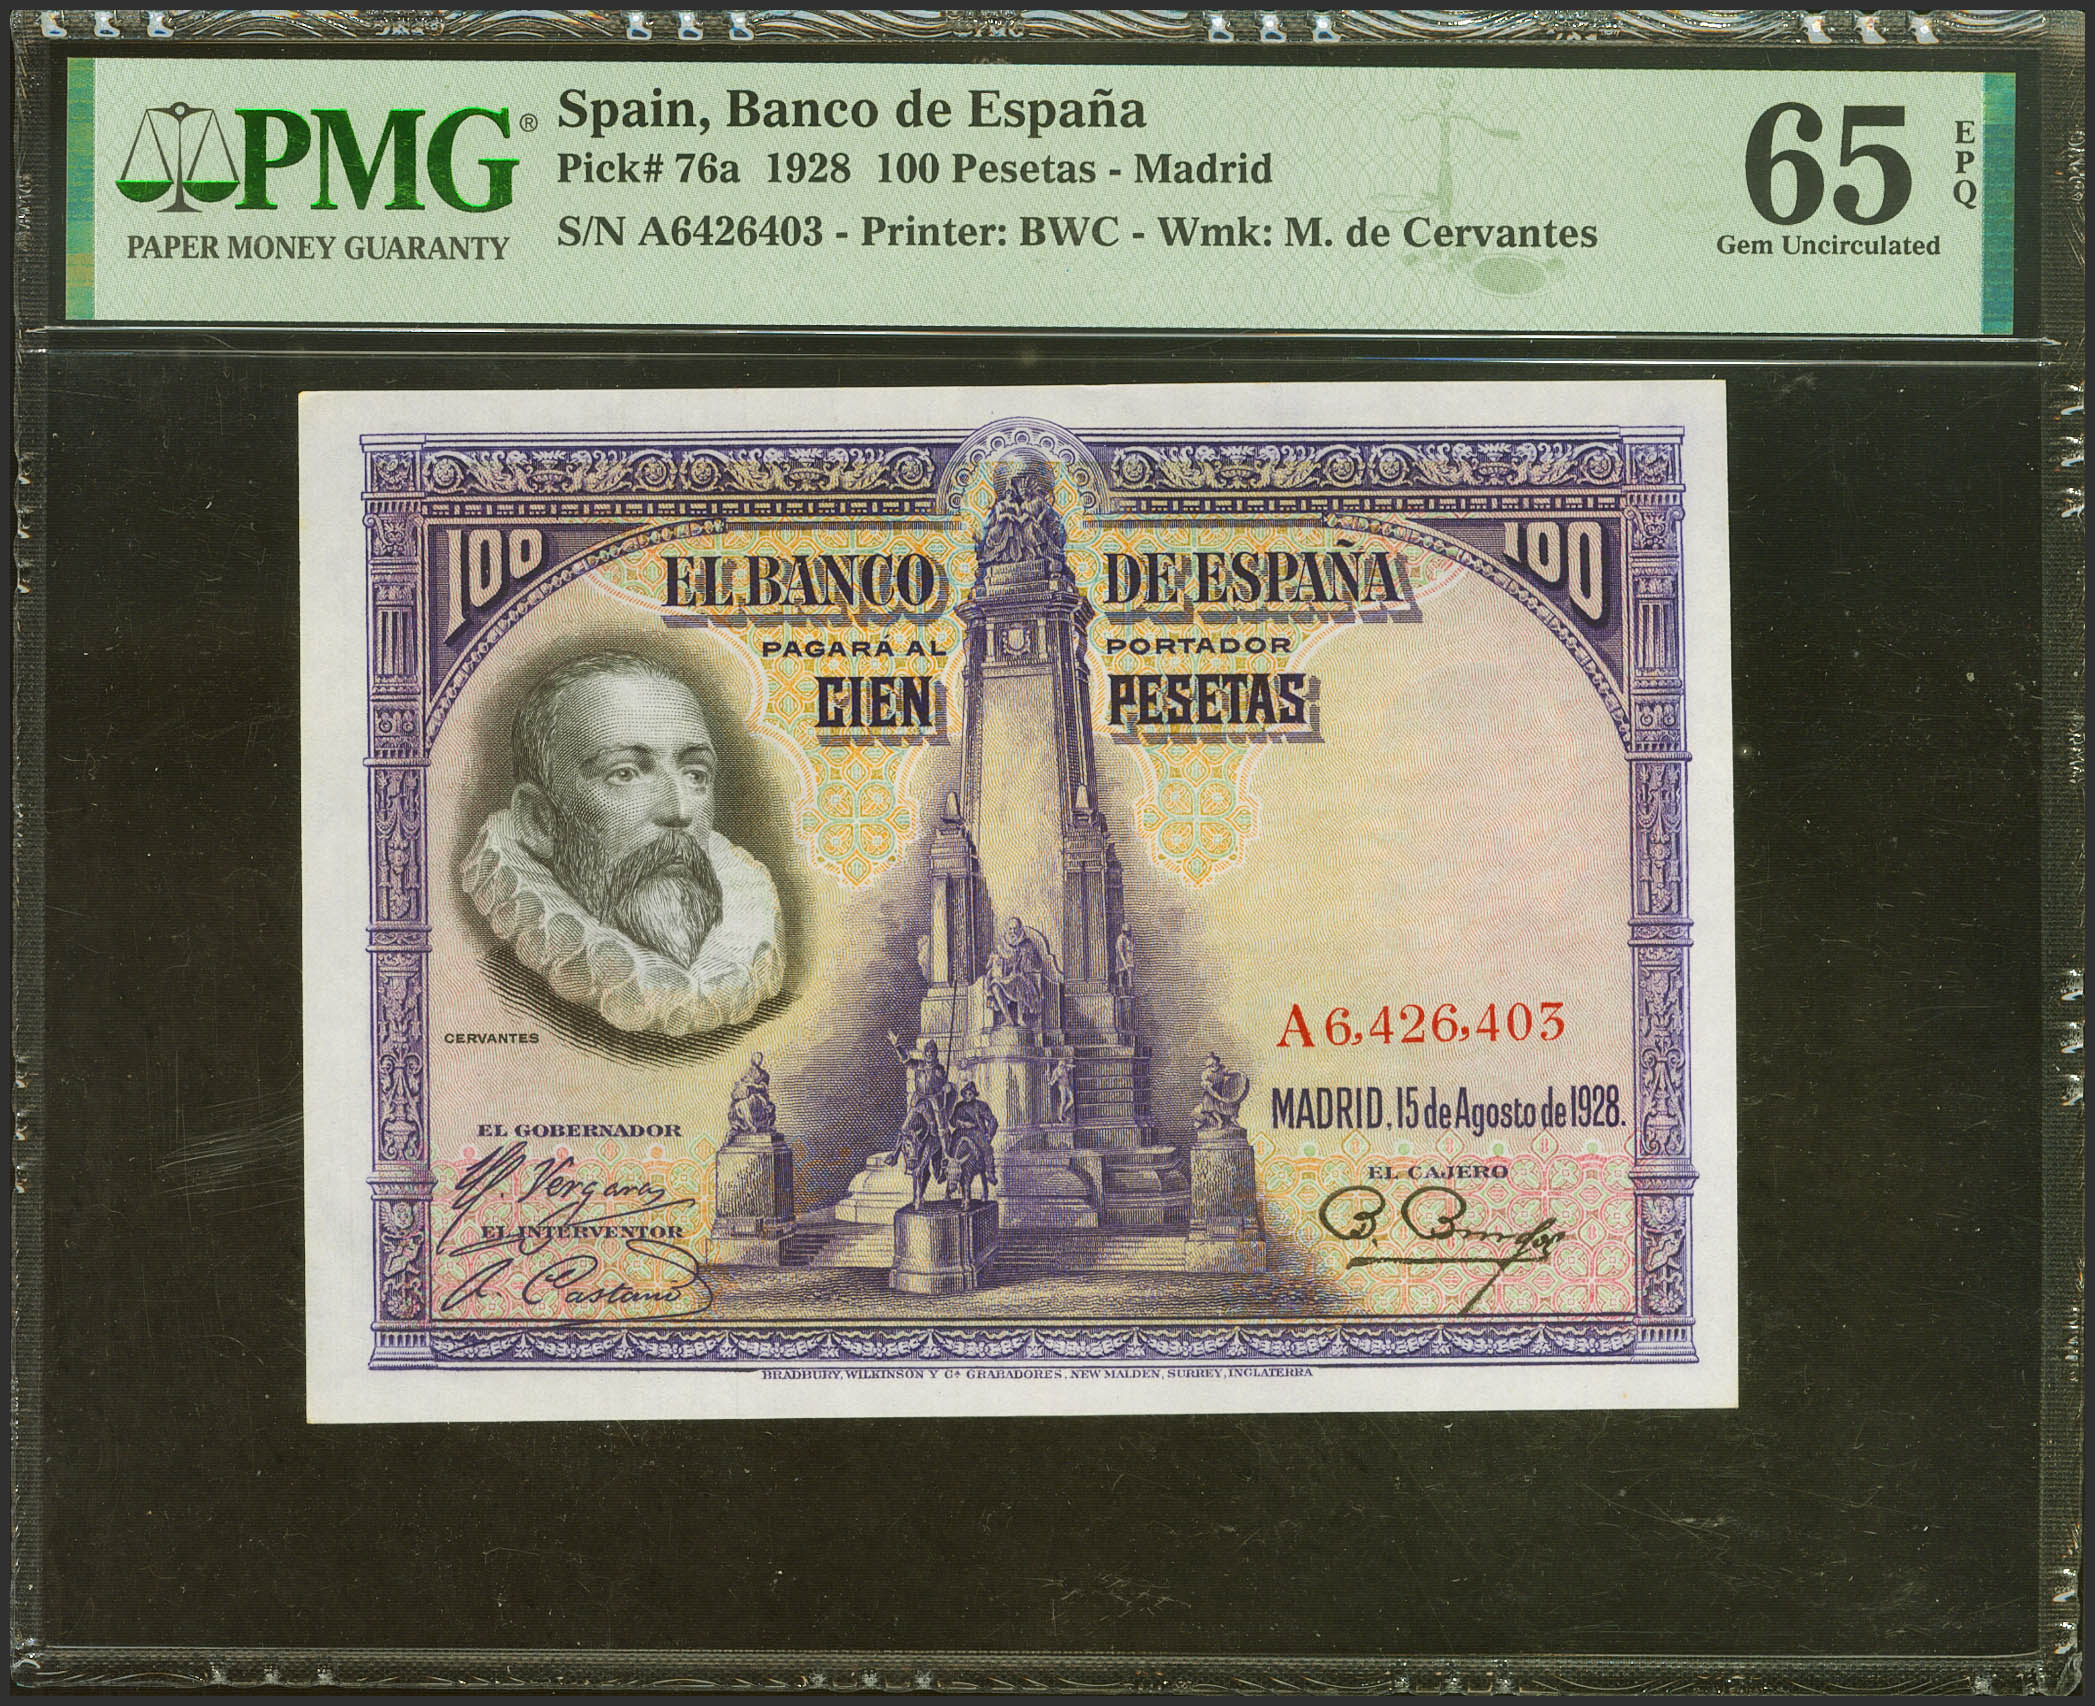 PMG®
PAPER MONEY GUARANTY
Spain, Banco de España
Pick# 76a 1928 100 Pesetas - Madrid
S/N A6426403 - Printer: BWC - Wmk: M. de Cervantes
65
EPQ
Gem Uncirculated
100
100
EL BANCO DE ESPAÑA
PAGARÁ AL PORTADOR
CIEN PESETAS
CERVANTES
A6,426,403
MADRID, 15 de Agosto de 1928.
EL GOBERNADOR
Vergara
EL INTERVENTOR
A. Castaño
EL CAJERO
BRADBURY, WILKINSON Y Cª GRABADORES, NEW MALDEN, SURREY, INGLATERRA